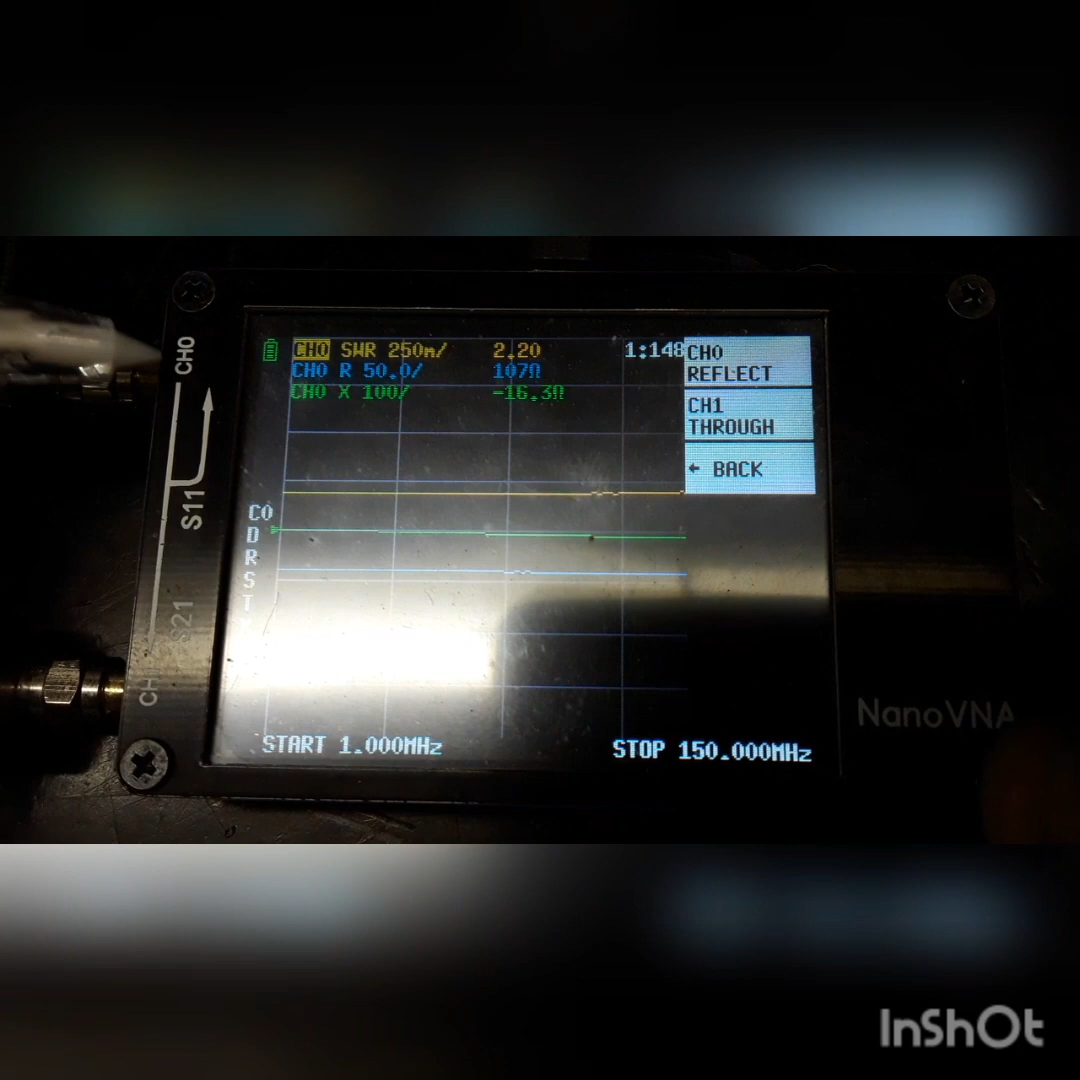 CH0
S11
S21
CH0 SWR 250m/ 2.20 1:148
CH0 R 50.0/ 107Ω
CH0 X 100/ -16.3Ω
CH0
REFLECT
CH1
THROUGH
← BACK
C0
D
R
S
T
START 1.000MHz STOP 150.000MHz
NanoVNA
InShOt